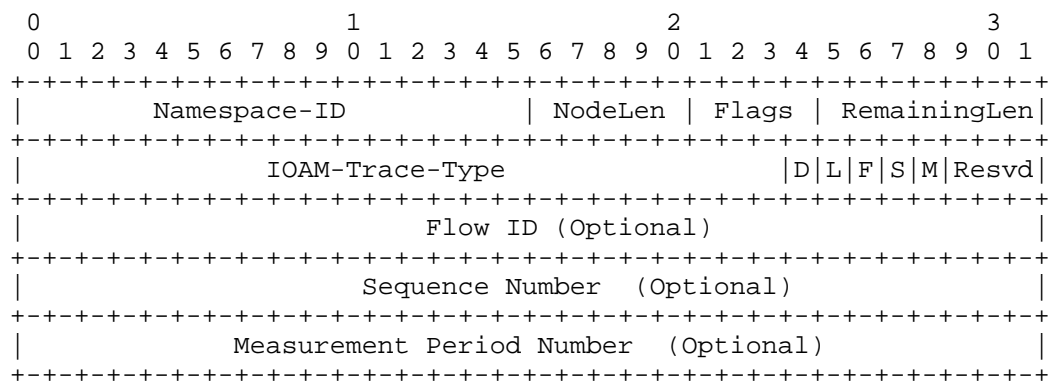 0                   1                   2                   3
 0 1 2 3 4 5 6 7 8 9 0 1 2 3 4 5 6 7 8 9 0 1 2 3 4 5 6 7 8 9 0 1
+-+-+-+-+-+-+-+-+-+-+-+-+-+-+-+-+-+-+-+-+-+-+-+-+-+-+-+-+-+-+-+-+
|        Namespace-ID           | NodeLen | Flags | RemainingLen|
+-+-+-+-+-+-+-+-+-+-+-+-+-+-+-+-+-+-+-+-+-+-+-+-+-+-+-+-+-+-+-+-+
|               IOAM-Trace-Type                 |D|L|F|S|M|Resvd|
+-+-+-+-+-+-+-+-+-+-+-+-+-+-+-+-+-+-+-+-+-+-+-+-+-+-+-+-+-+-+-+-+
|                         Flow ID (Optional)                    |
+-+-+-+-+-+-+-+-+-+-+-+-+-+-+-+-+-+-+-+-+-+-+-+-+-+-+-+-+-+-+-+-+
|                     Sequence Number  (Optional)               |
+-+-+-+-+-+-+-+-+-+-+-+-+-+-+-+-+-+-+-+-+-+-+-+-+-+-+-+-+-+-+-+-+
|             Measurement Period Number  (Optional)             |
+-+-+-+-+-+-+-+-+-+-+-+-+-+-+-+-+-+-+-+-+-+-+-+-+-+-+-+-+-+-+-+-+